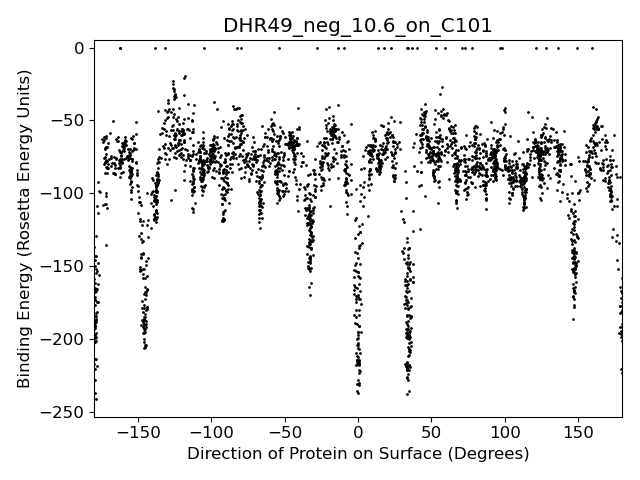 DHR49_neg_10.6_on_C101
0
−50
−100
−150
−200
−250
Binding Energy (Rosetta Energy Units)
−150 −100 −50 0 50 100 150
Direction of Protein on Surface (Degrees)